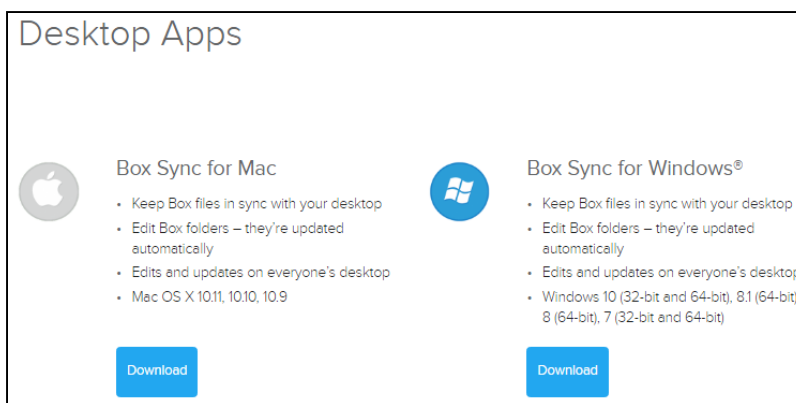 Desktop Apps
Box Sync for Mac
• Keep Box files in sync with your desktop
• Edit Box folders – they're updated
automatically
• Edits and updates on everyone's desktop
• Mac OS X 10.11, 10.10, 10.9
Download
Box Sync for Windows®
• Keep Box files in sync with your desktop
• Edit Box folders – they're updated
automatically
• Edits and updates on everyone's desktop
• Windows 10 (32-bit and 64-bit), 8.1 (64-bit)
8 (64-bit), 7 (32-bit and 64-bit)
Download